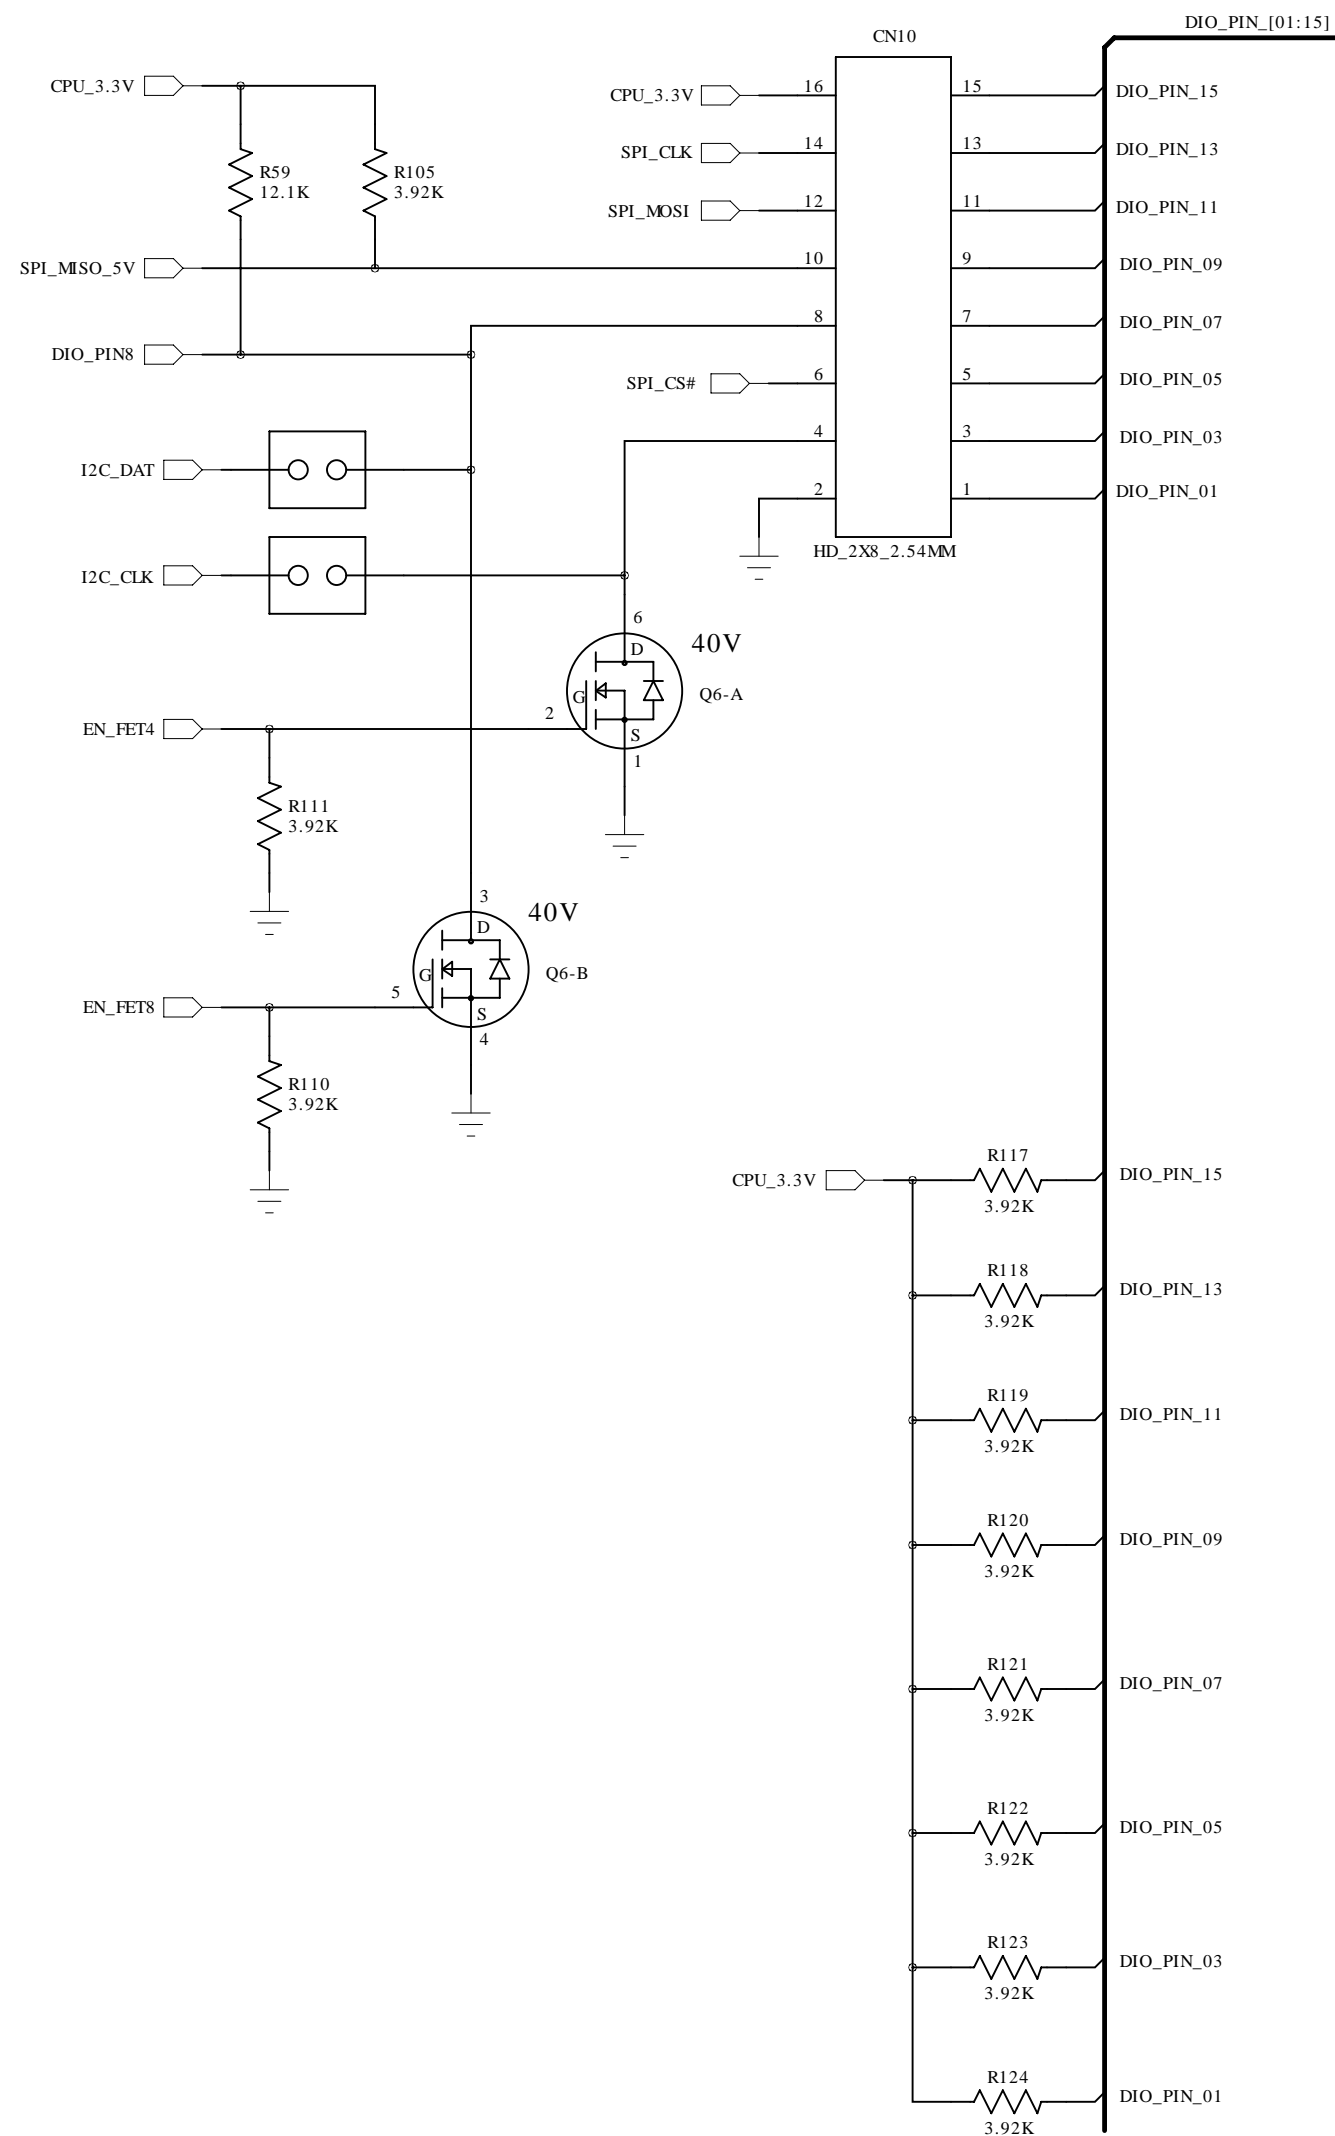 DIO_PIN_[01:15]
CN10
CPU_3.3V
R59
12.1K
R105
3.92K
SPI_MISO_5V
DIO_PIN8
I2C_DAT
I2C_CLK
CPU_3.3V 16 15 DIO_PIN_15
SPI_CLK 14 13 DIO_PIN_13
SPI_MOSI 12 11 DIO_PIN_11
10 9 DIO_PIN_09
8 7 DIO_PIN_07
SPI_CS# 6 5 DIO_PIN_05
4 3 DIO_PIN_03
2 1 DIO_PIN_01
HD_2X8_2.54MM
6
40V
D
Q6-A
G
2
S
1
EN_FET4
R111
3.92K
3
40V
D
Q6-B
G
5
S
4
EN_FET8
R110
3.92K
CPU_3.3V
R117
3.92K
DIO_PIN_15
R118
3.92K
DIO_PIN_13
R119
3.92K
DIO_PIN_11
R120
3.92K
DIO_PIN_09
R121
3.92K
DIO_PIN_07
R122
3.92K
DIO_PIN_05
R123
3.92K
DIO_PIN_03
R124
3.92K
DIO_PIN_01